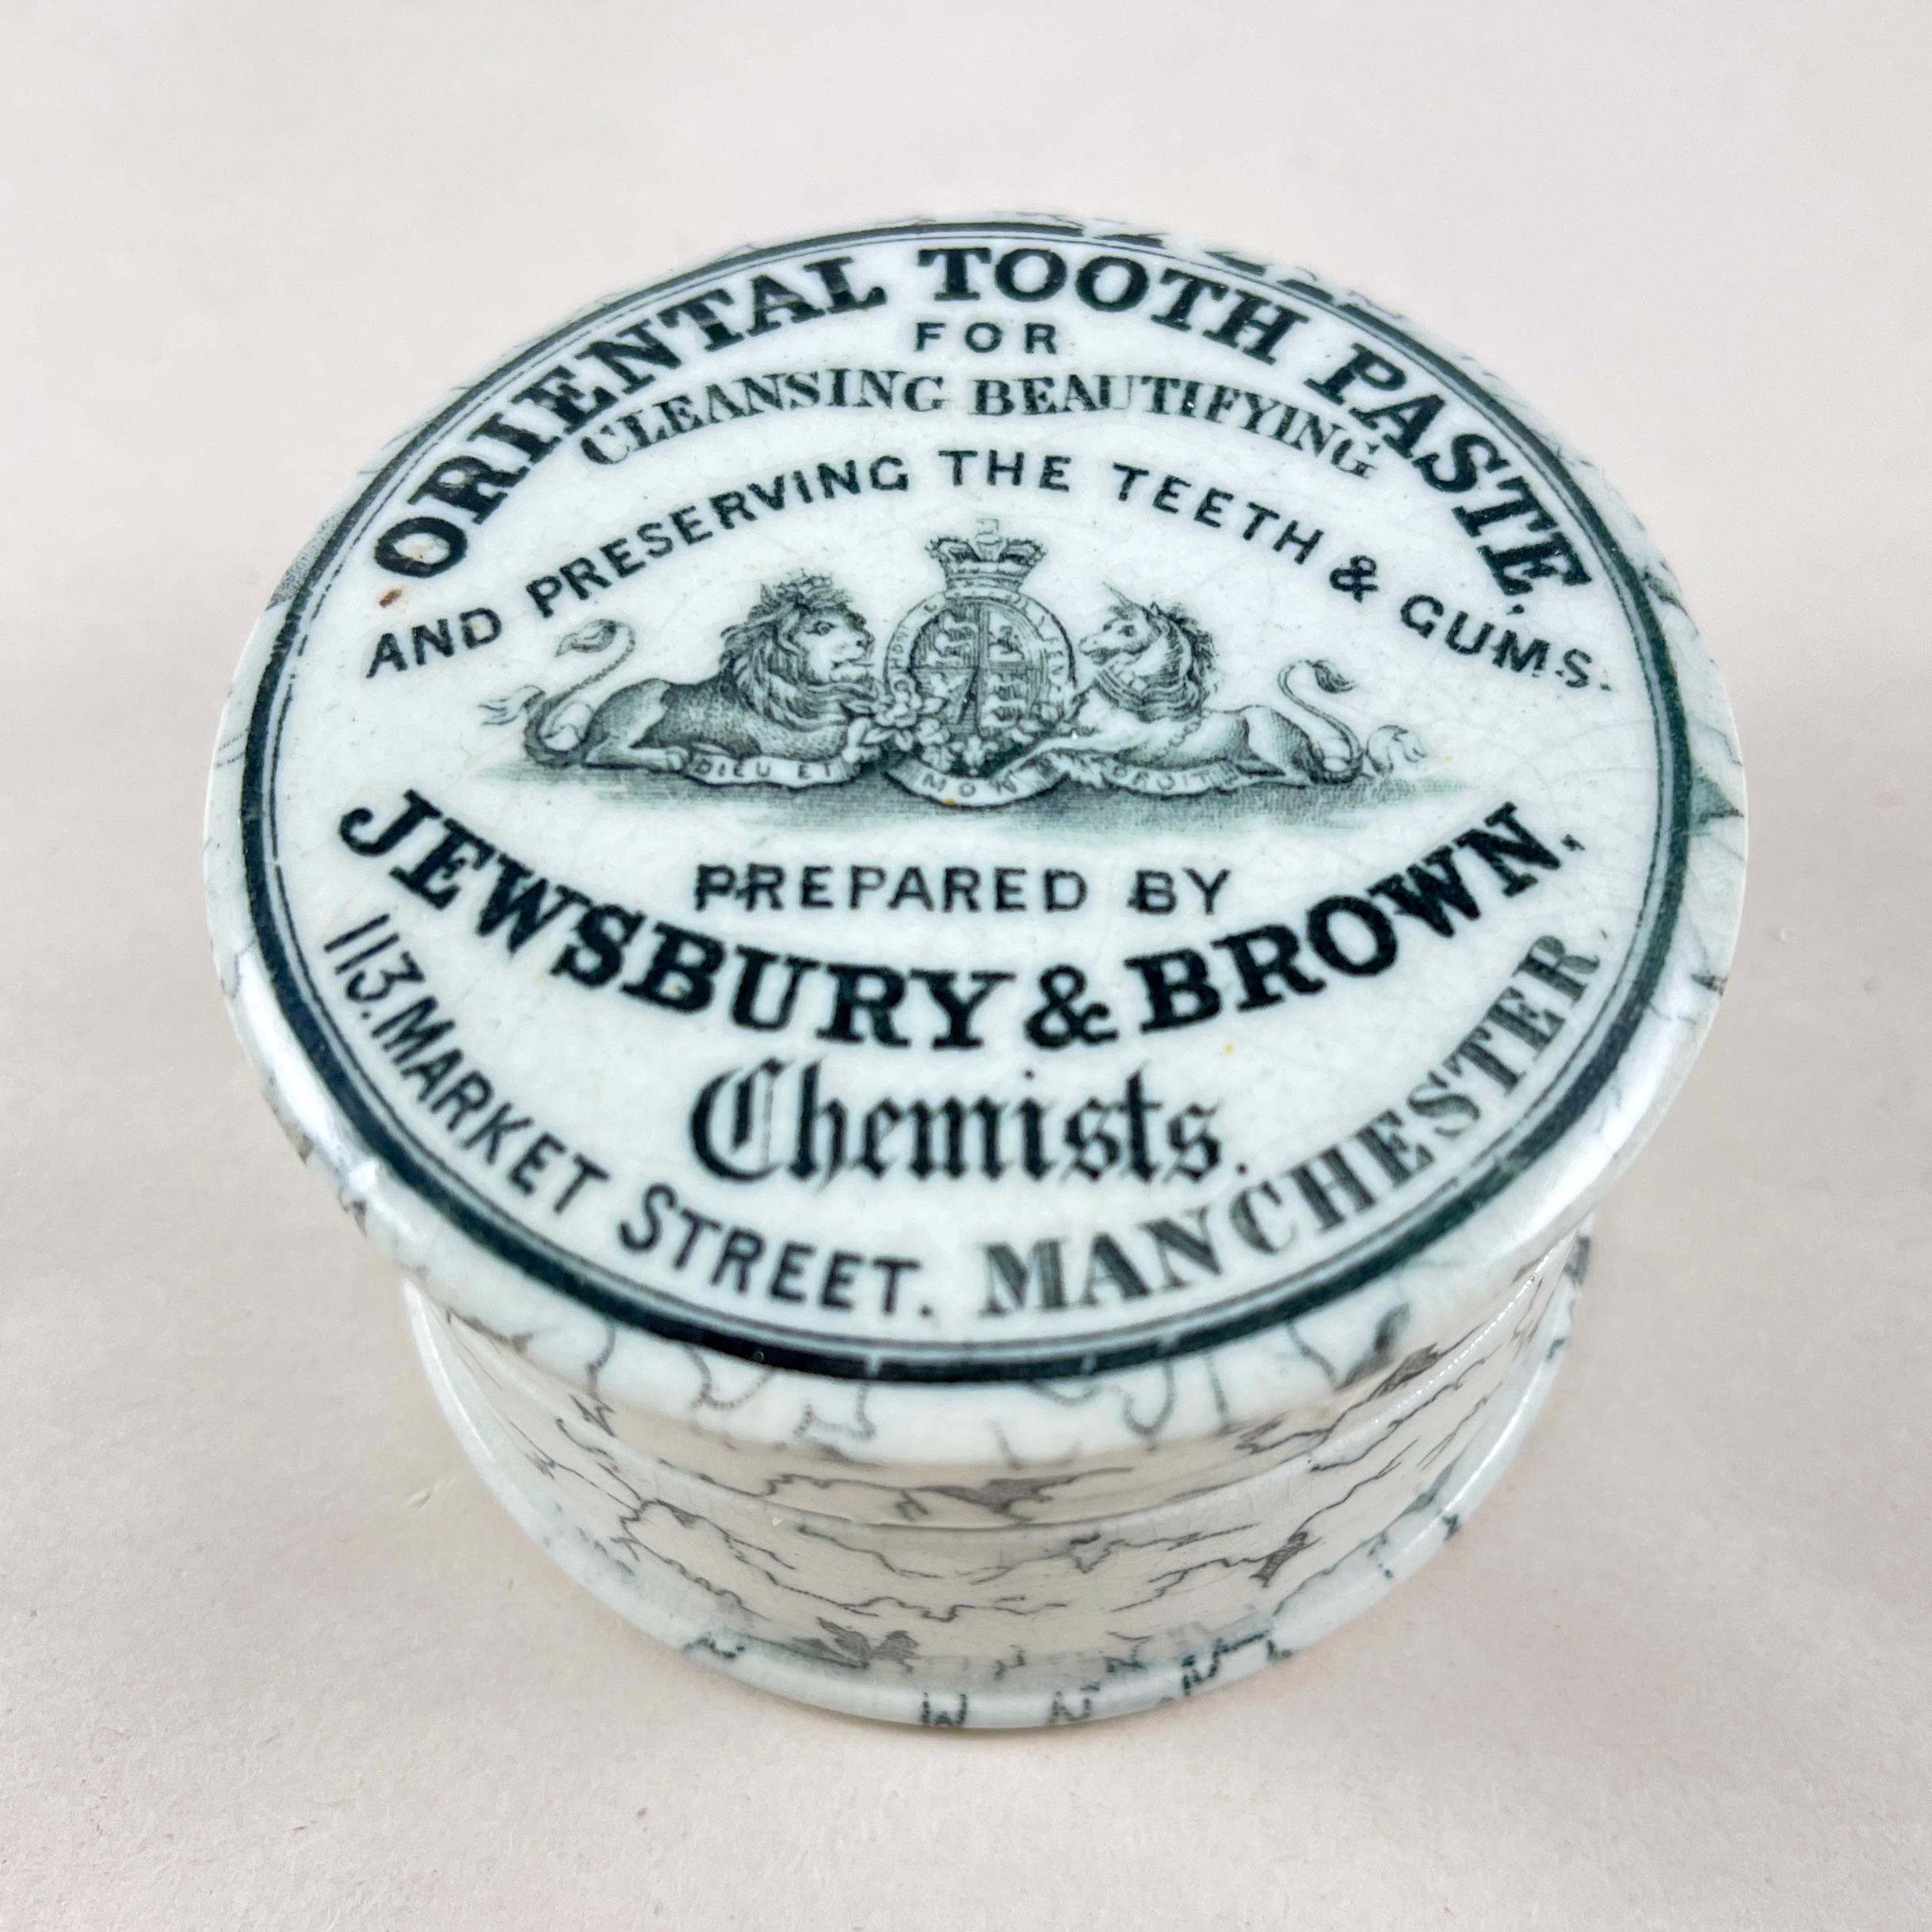 ORIENTAL TOOTH PASTE,
FOR
CLEANSING BEAUTIFYING
AND PRESERVING THE TEETH & GUMS.
DIEU ET MON DROIT
PREPARED BY
JEWSBURY & BROWN,
Chemists.
113. MARKET STREET. MANCHESTER.